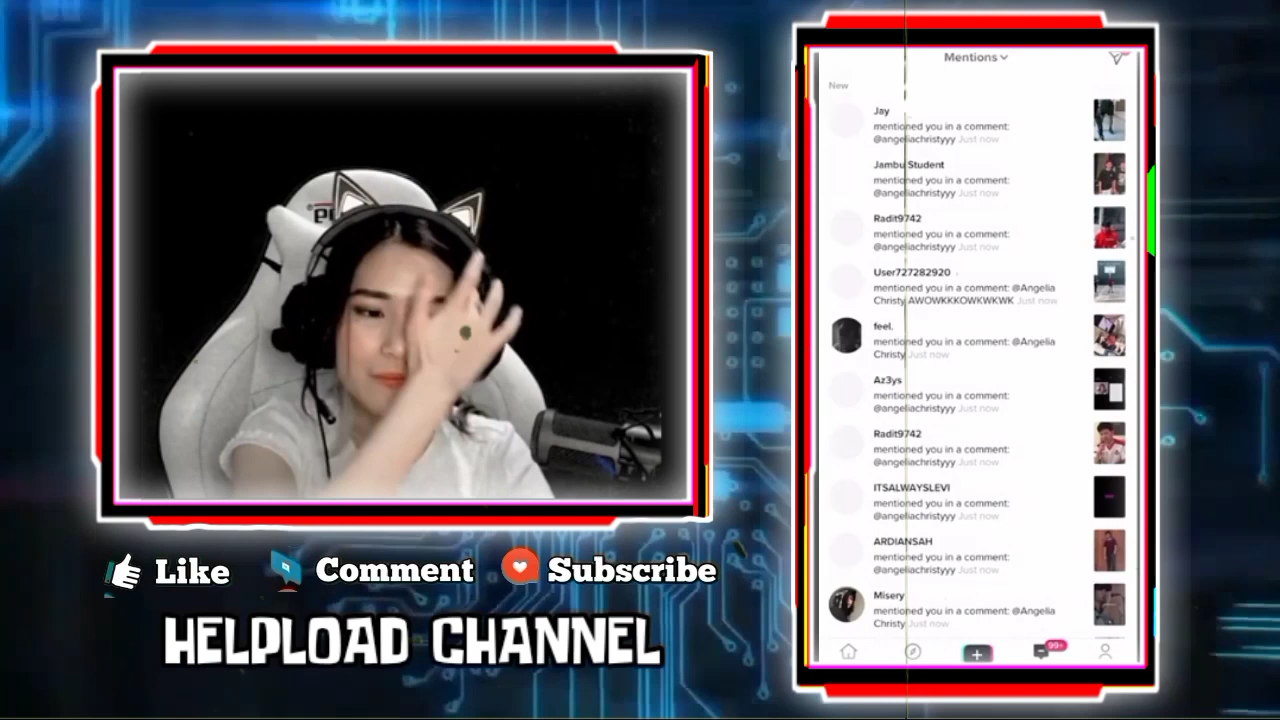 Like
Comment
Subscribe
HELPLOAD CHANNEL
Mentions
New
Jay
mentioned you in a comment:
@angeliachristyyy Just now
Jambu Student
mentioned you in a comment:
@angeliachristyyy Just now
Radit9742
mentioned you in a comment:
@angeliachristyyy Just now
User727282920
mentioned you in a comment: @Angelia
Christy AWOWKKKOWKWKWK Just now
feel.
mentioned you in a comment: @Angelia
Christy Just now
Az3ys
mentioned you in a comment:
@angeliachristyyy Just now
Radit9742
mentioned you in a comment:
@angeliachristyyy Just now
ITSALWAYSLEVI
mentioned you in a comment:
@angeliachristyyy Just now
ARDIANSAH
mentioned you in a comment:
@angeliachristyyy Just now
Misery
mentioned you in a comment: @Angelia
Christy Just now
99+